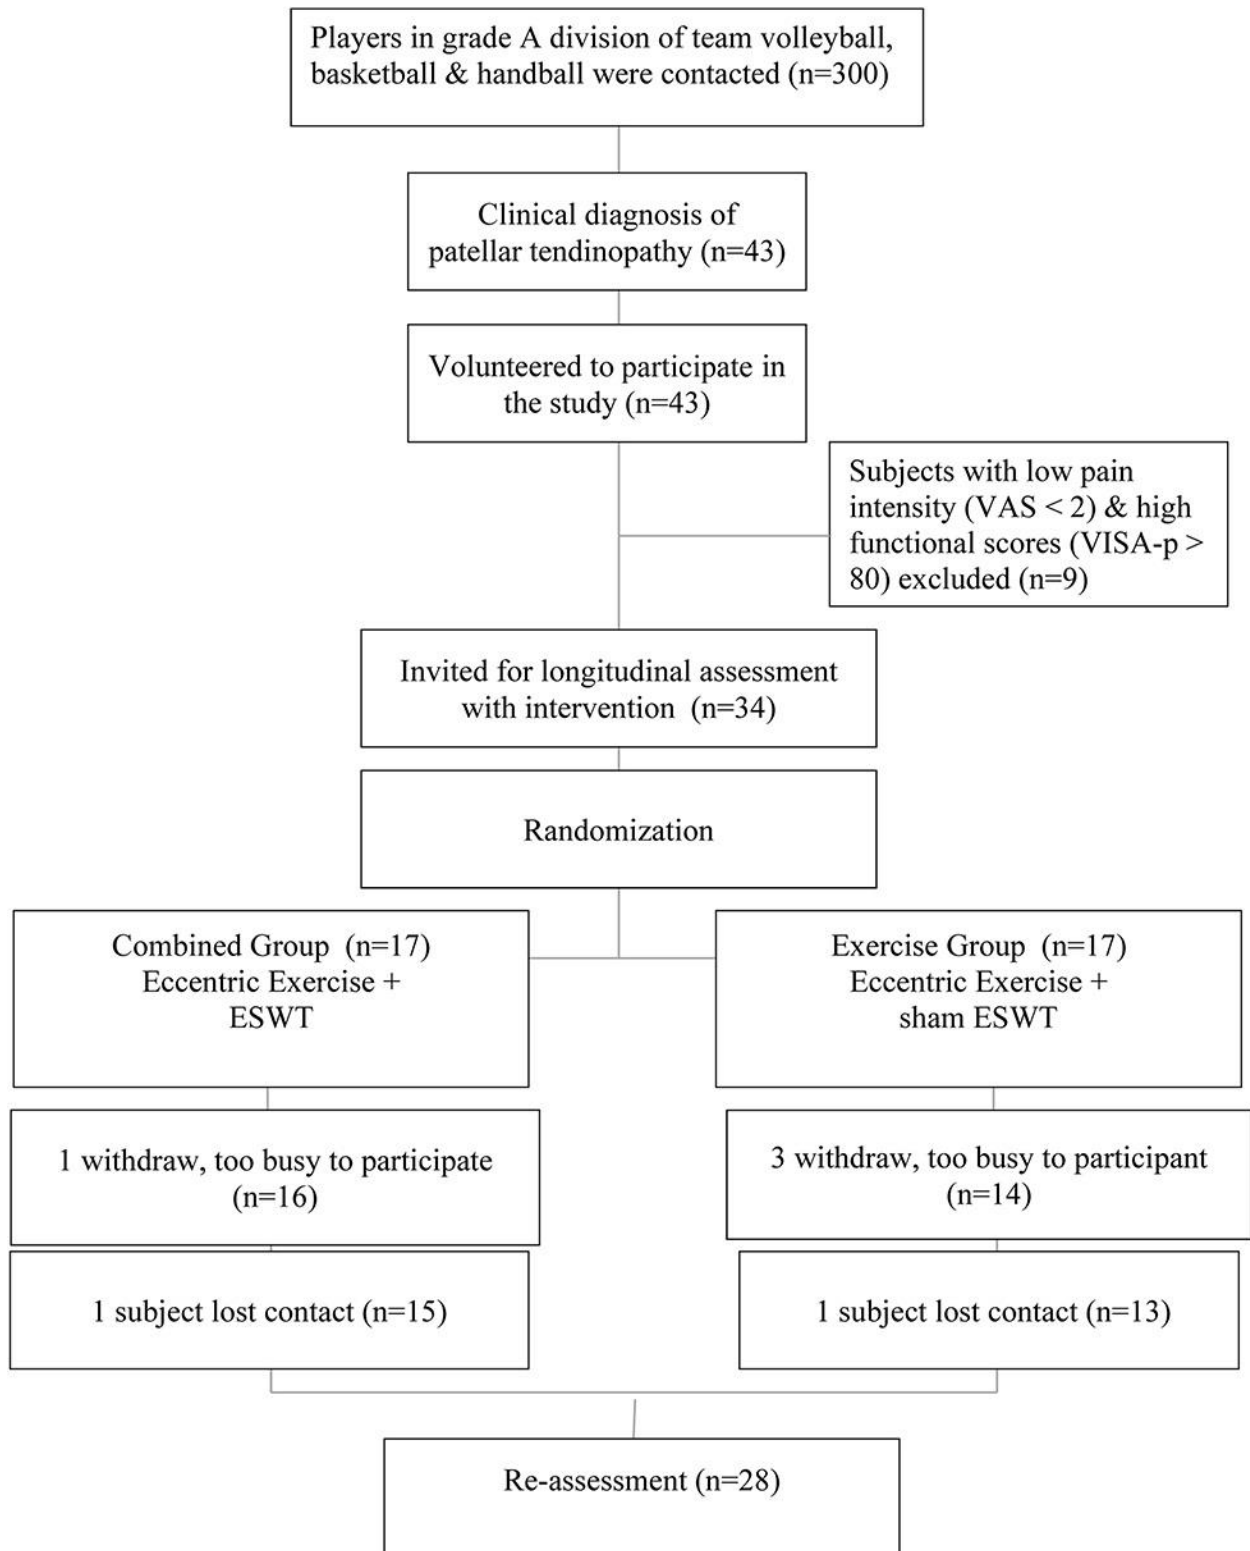 Players in grade A division of team volleyball,
basketball & handball were contacted (n=300)
Clinical diagnosis of
patellar tendinopathy (n=43)
Volunteered to participate in
the study (n=43)
Subjects with low pain
intensity (VAS < 2) & high
functional scores (VISA-p >
80) excluded (n=9)
Invited for longitudinal assessment
with intervention (n=34)
Randomization
Combined Group (n=17)
Eccentric Exercise +
ESWT
Exercise Group (n=17)
Eccentric Exercise +
sham ESWT
1 withdraw, too busy to participate
(n=16)
3 withdraw, too busy to participant
(n=14)
1 subject lost contact (n=15)
1 subject lost contact (n=13)
Re-assessment (n=28)